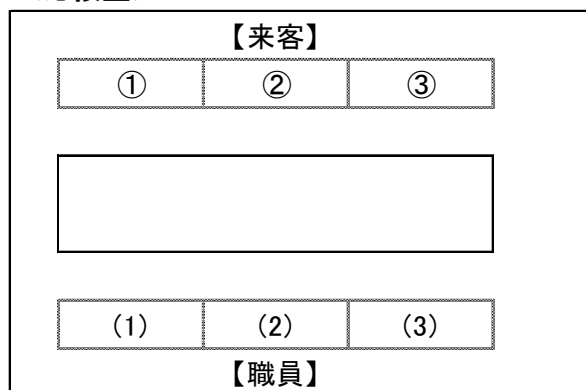 【来客】
① ② ③
(1) (2) (3)
【職員】